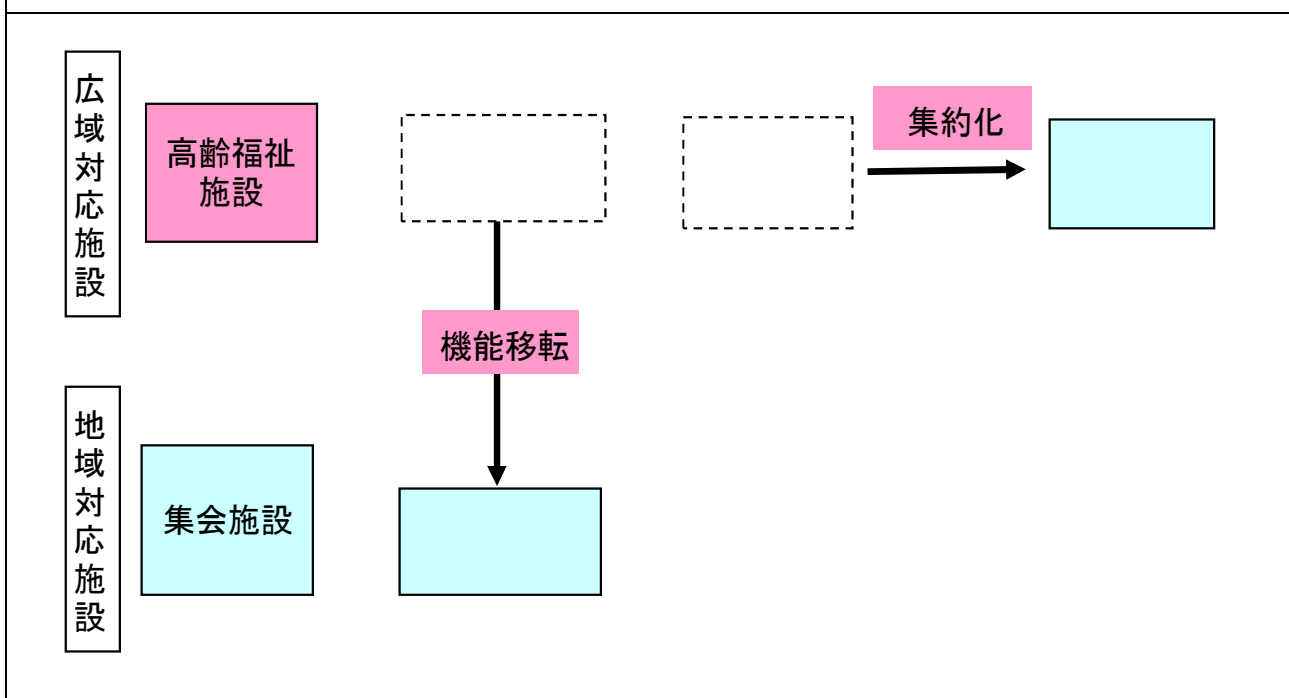 広域対応施設
高齢福祉
施設
集約化
機能移転
地域対応施設
集会施設